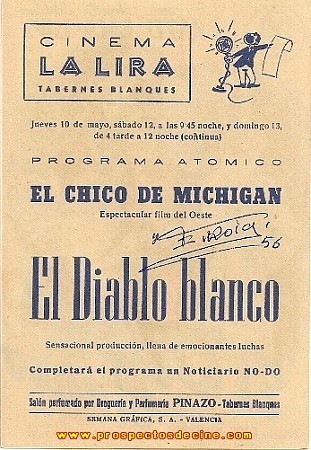 CINEMA
LA LIRA
TABERNES BLANQUES
Jueves 10 de mayo, sábado 12, a las 9'45 noche, y domingo 13,
de 4 tarde a 12 noche (continua)
PROGRAMA ATOMICO
EL CHICO DE MICHIGAN
Espectacular film del Oeste
56
El Diablo blanco
Sensacional producción, llena de emocionantes luchas
Completará el programa un Noticiario NO-DO
Salón perfumado por Droguería y Perfumería PINAZO - Tabernes Blanques
SEMANA GRÁFICA, S. A. - VALENCIA
www.prospectosdecine.com